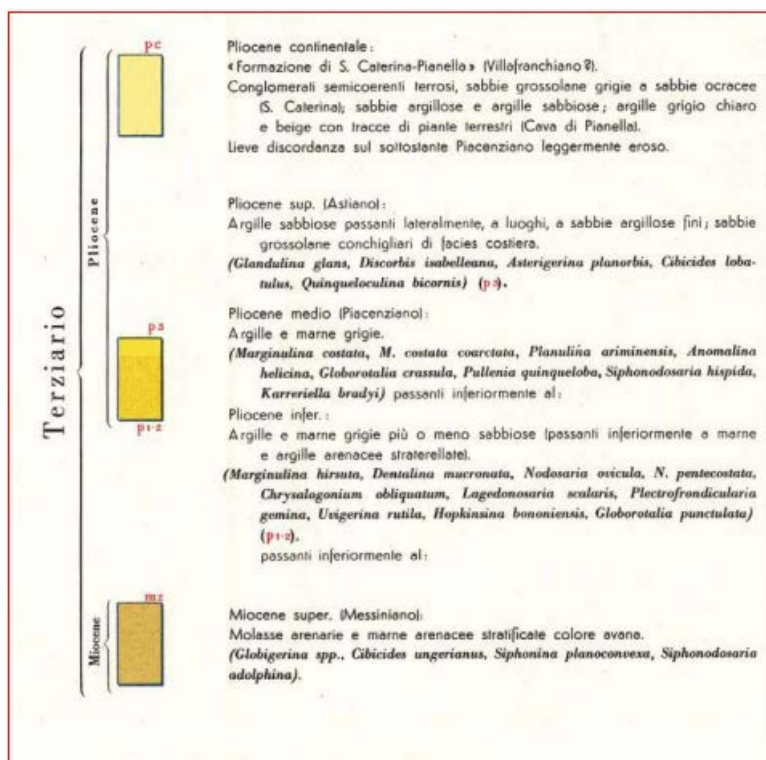 Terziario
Pliocene
pc
Pliocene continentale:
«Formazione di S. Caterina-Pianella» (Villafranchiano?).
Conglomerati semicoerenti terrosi, sabbie grossolane grigie a sabbie ocracee
(S. Caterina); sabbie argillose e argille sabbiose; argille grigio chiaro
e beige con tracce di piante terrestri (Cava di Pianella).
Lieve discordanza sul sottostante Piacenziano leggermente eroso.
Pliocene sup. (Astiano):
Argille sabbiose passanti lateralmente, a luoghi, a sabbie argillose fini; sabbie
grossolane conchigliari di facies costiera.
(Glandulina glans, Discorbis isabelleana, Asterigerina planorbis, Cibicides loba-
tulus, Quinqueloculina bicornis) (p3).
p3
Pliocene medio (Piacenziano):
Argille e marne grigie.
(Marginulina costata, M. costata coarctata, Planulina ariminensis, Anomalina
helicina, Globorotalia crassula, Pullenia quinqueloba, Siphonodosaria hispida,
Karreriella bradyi) passanti inferiormente al:
p1-2
Pliocene infer.:
Argille e marne grigie più o meno sabbiose (passanti inferiormente a marne
e argille arenacee straterellate).
(Marginulina hirsuta, Dentalina mucronata, Nodosaria ovicula, N. pentecostata,
Chrysalogonium obliquatum, Lagedonosaria scalaris, Plectrofrondicularia
gemina, Uvigerina rutila, Hopkinsina bononiensis, Globorotalia punctulata)
(p1-2).
passanti inferiormente al:
Miocene
m2
Miocene super. (Messiniano):
Molasse arenarie e marne arenacee stratificate colore avana.
(Globigerina spp., Cibicides ungerianus, Siphonina planoconvexa, Siphonodosaria
adolphina).